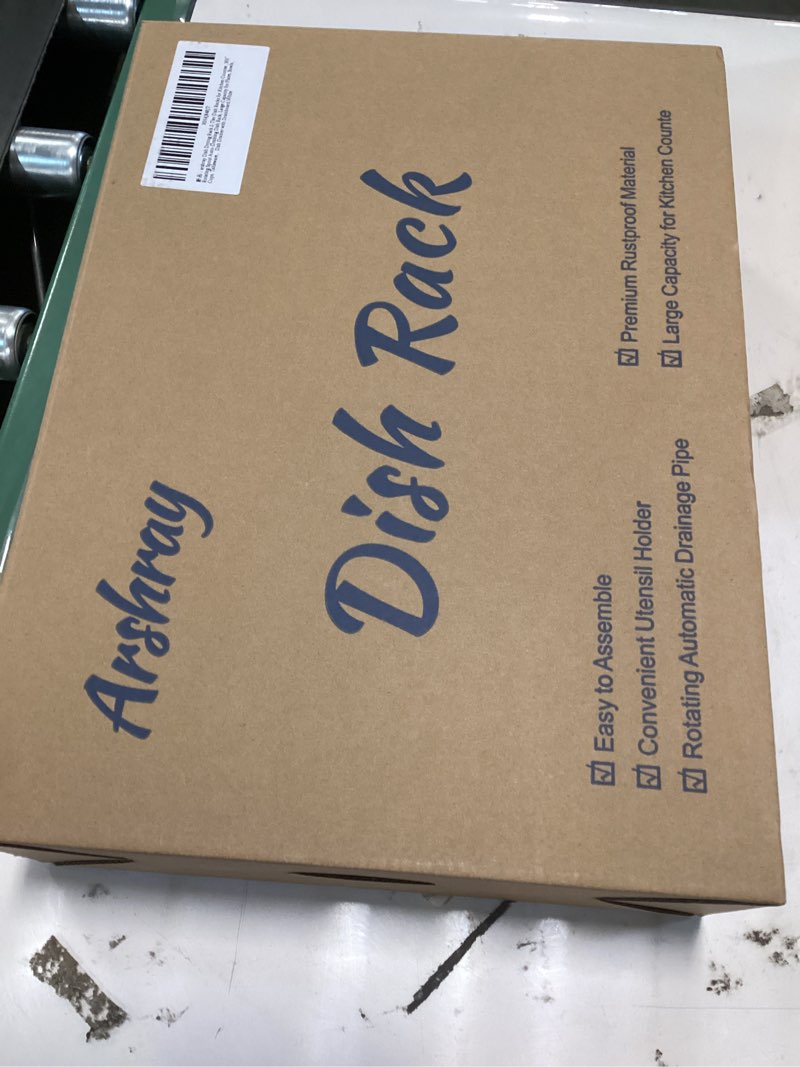 Arshray
Dish Rack
☑ Easy to Assemble
☑ Convenient Utensil Holder
☑ Rotating Automatic Drainage Pipe
☑ Premium Rustproof Material
☑ Large Capacity for Kitchen Counte